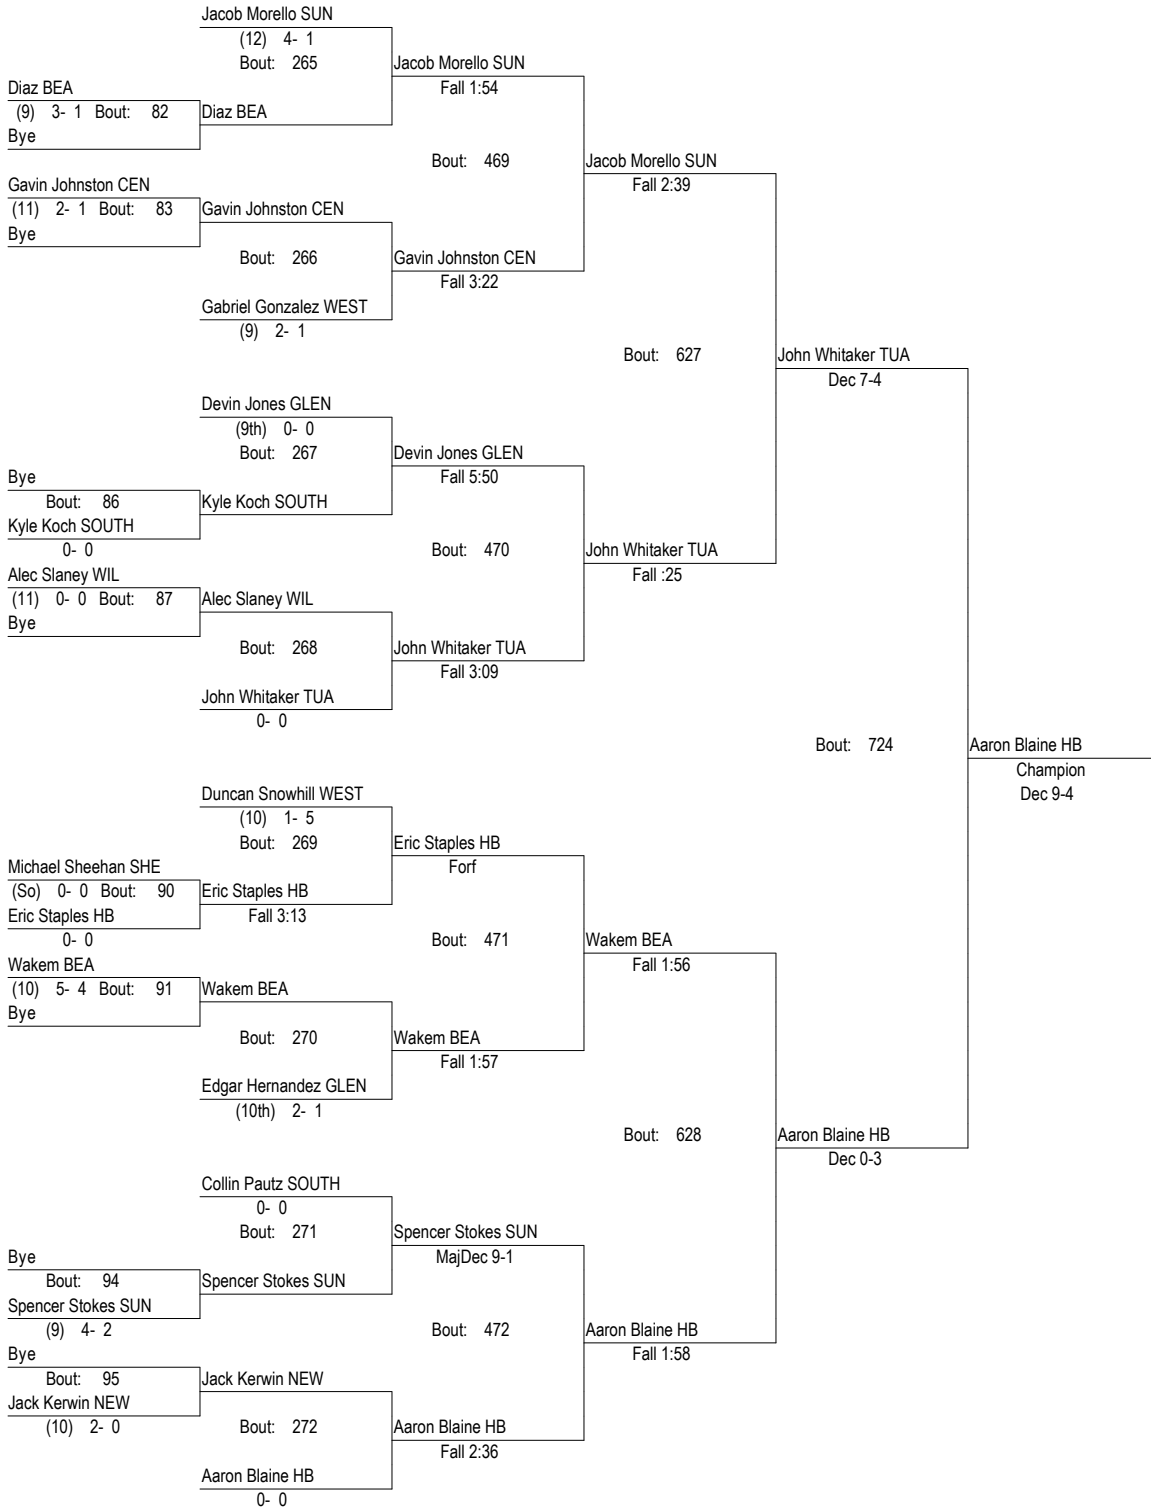 Jacob Morello SUN
(12) 4- 1
Bout: 265
Jacob Morello SUN
Fall 1:54
Diaz BEA
(9) 3- 1 Bout: 82
Diaz BEA
Bye
Bout: 469
Jacob Morello SUN
Fall 2:39
Gavin Johnston CEN
(11) 2- 1 Bout: 83
Gavin Johnston CEN
Bye
Bout: 266
Gavin Johnston CEN
Fall 3:22
Gabriel Gonzalez WEST
(9) 2- 1
Bout: 627
John Whitaker TUA
Dec 7-4
Devin Jones GLEN
(9th) 0- 0
Bout: 267
Devin Jones GLEN
Fall 5:50
Bye
Bout: 86
Kyle Koch SOUTH
Kyle Koch SOUTH
0- 0
Bout: 470
John Whitaker TUA
Fall :25
Alec Slaney WIL
(11) 0- 0 Bout: 87
Alec Slaney WIL
Bye
Bout: 268
John Whitaker TUA
Fall 3:09
John Whitaker TUA
0- 0
Bout: 724
Aaron Blaine HB
Champion
Dec 9-4
Duncan Snowhill WEST
(10) 1- 5
Bout: 269
Eric Staples HB
Forf
Michael Sheehan SHE
(So) 0- 0 Bout: 90
Eric Staples HB
Eric Staples HB
Fall 3:13
0- 0
Bout: 471
Wakem BEA
Fall 1:56
Wakem BEA
(10) 5- 4 Bout: 91
Wakem BEA
Bye
Bout: 270
Wakem BEA
Fall 1:57
Edgar Hernandez GLEN
(10th) 2- 1
Bout: 628
Aaron Blaine HB
Dec 0-3
Collin Pautz SOUTH
0- 0
Bout: 271
Spencer Stokes SUN
MajDec 9-1
Bye
Bout: 94
Spencer Stokes SUN
Spencer Stokes SUN
(9) 4- 2
Bout: 472
Aaron Blaine HB
Fall 1:58
Bye
Bout: 95
Jack Kerwin NEW
Jack Kerwin NEW
(10) 2- 0
Bout: 272
Aaron Blaine HB
Fall 2:36
Aaron Blaine HB
0- 0